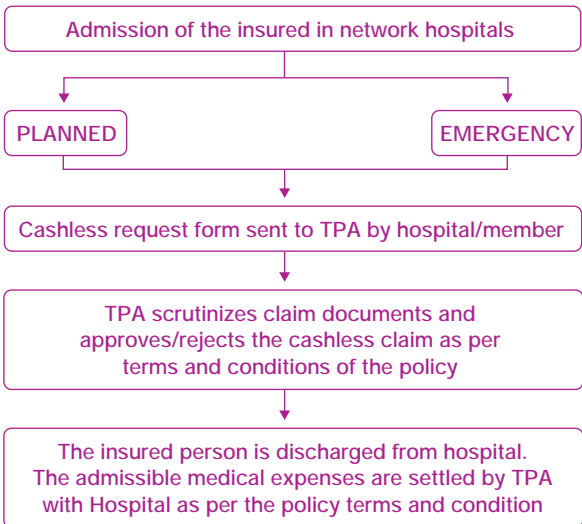 Admission of the insured in network hospitals
PLANNED
EMERGENCY
Cashless request form sent to TPA by hospital/member
TPA scrutinizes claim documents and
approves/rejects the cashless claim as per
terms and conditions of the policy
The insured person is discharged from hospital.
The admissible medical expenses are settled by TPA
with Hospital as per the policy terms and condition